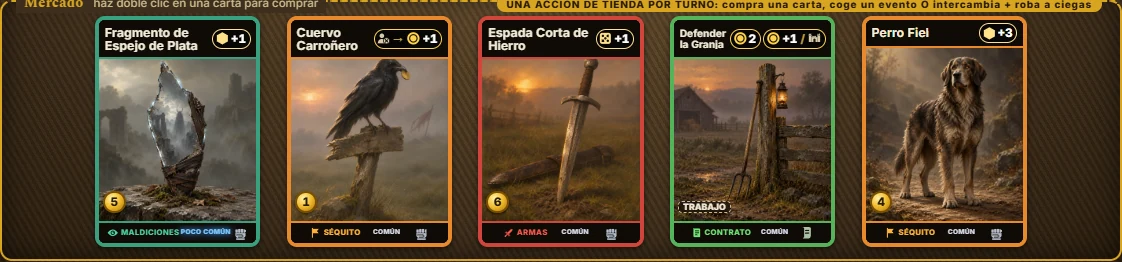 Mercado haz doble clic en una carta para comprar
UNA ACCIÓN DE TIENDA POR TURNO: compra una carta, coge un evento O intercambia + roba a ciegas
Fragmento de
Espejo de Plata
+1
5
MALDICIONES POCO COMÚN
Cuervo
Carroñero
→ +1
1
SÉQUITO COMÚN
Espada Corta de
Hierro
+1
6
ARMAS COMÚN
Defender
la Granja
2 +1 /
TRABAJO
CONTRATO COMÚN
Perro Fiel
+3
4
SÉQUITO COMÚN